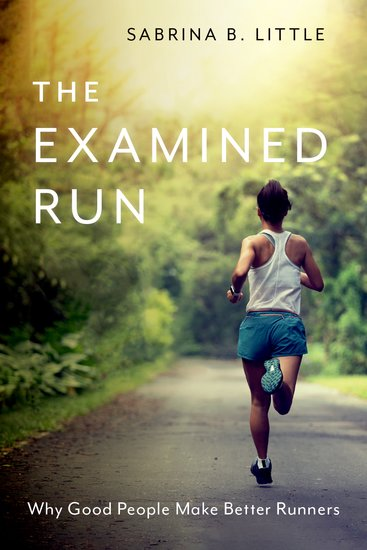 SABRINA B. LITTLE
THE
EXAMINED
RUN
Why Good People Make Better Runners